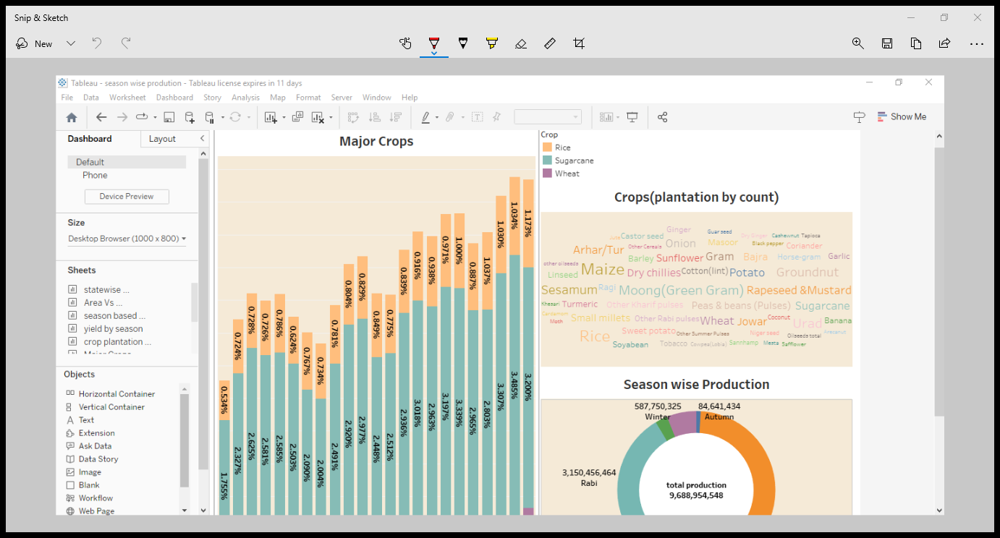 Snip & Sketch
New
Tableau - season wise prodution - Tableau license expires in 11 days
File Data Worksheet Dashboard Story Analysis Map Format Server Window Help
Show Me
Dashboard Layout
Default
Phone
Device Preview
Size
Desktop Browser (1000 x 800)
Sheets
statewise ...
Area Vs ...
season based ...
yield by season
crop plantation ...
Objects
Horizontal Container
Vertical Container
Text
Extension
Ask Data
Data Story
Image
Blank
Workflow
Web Page
Major Crops
0.534% 0.724% 0.728% 0.726% 0.786% 0.624% 0.767% 0.734% 0.781% 0.804% 0.829% 0.849% 0.775% 0.839% 0.916% 0.938% 0.971% 1.000% 0.887% 1.037% 1.030% 1.034% 1.173%
1.755% 2.327% 2.625% 2.581% 2.585% 2.503% 2.090% 2.004% 2.491% 2.920% 2.977% 2.448% 2.512% 2.936% 3.018% 2.963% 3.197% 3.339% 2.965% 2.803% 3.307% 3.485% 3.200%
Crop
Rice
Sugarcane
Wheat
Crops(plantation by count)
Ginger Guar seed
Jute Castor seed Dry Ginger Cashewnut Tapioca
Arhar/Tur Other Cereals Onion Masoor Black pepper Coriander
Barley Sunflower Gram Bajra Horse-gram Garlic
other oilseeds Linseed Maize Dry chillies Cotton(lint) Potato Groundnut
Sesamum Ragi Moong(Green Gram) Rapeseed &Mustard
Khesari Turmeric Other Kharif pulses Peas & beans (Pulses) Sugarcane
Cardamom Moth Small millets Other Rabi pulses Wheat Jowar Coconut Urad Banana
Rice Sweet potato Other Summer Pulses Niger seed Oilseeds total Arecanut
Soyabean Tobacco Cowpea(Lobia) Sannhamp Mesta Safflower
Season wise Production
587,750,325
Winter
84,641,434
Autumn
3,150,456,464
Rabi
total production
9,688,954,548